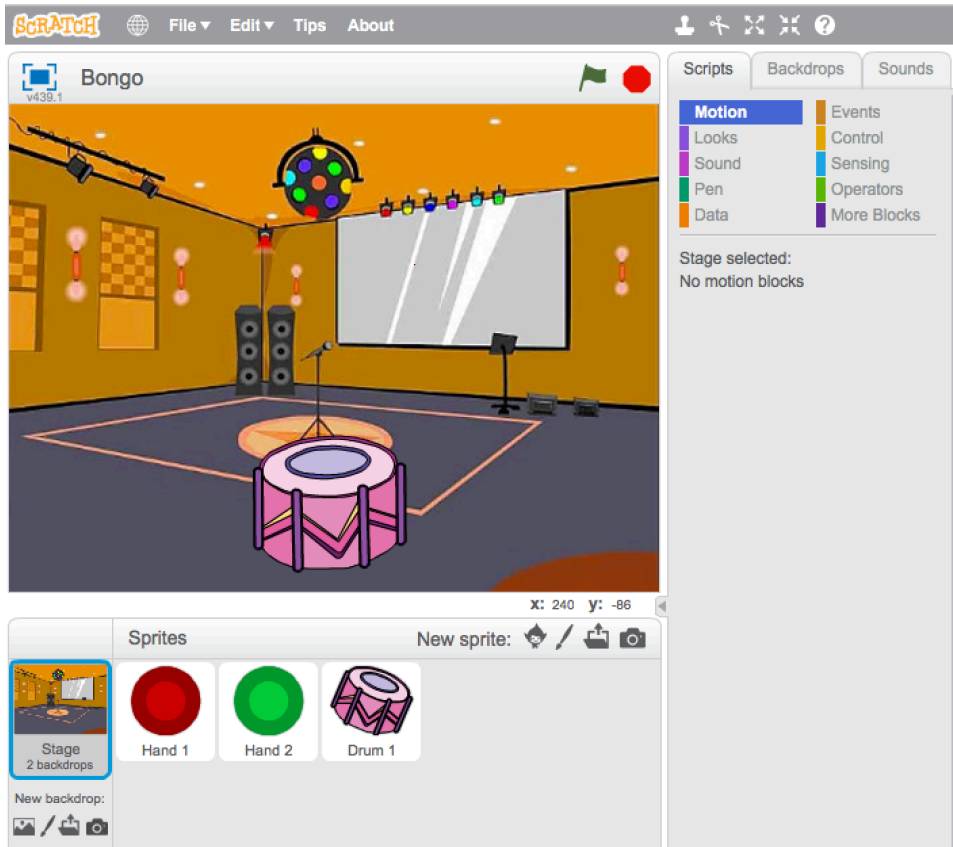 SCRATCH File Edit Tips About
Bongo
v439.1
Scripts Backdrops Sounds
Motion Events
Looks Control
Sound Sensing
Pen Operators
Data More Blocks
Stage selected:
No motion blocks
x: 240 y: -86
Sprites New sprite:
Stage
2 backdrops
Hand 1 Hand 2 Drum 1
New backdrop: